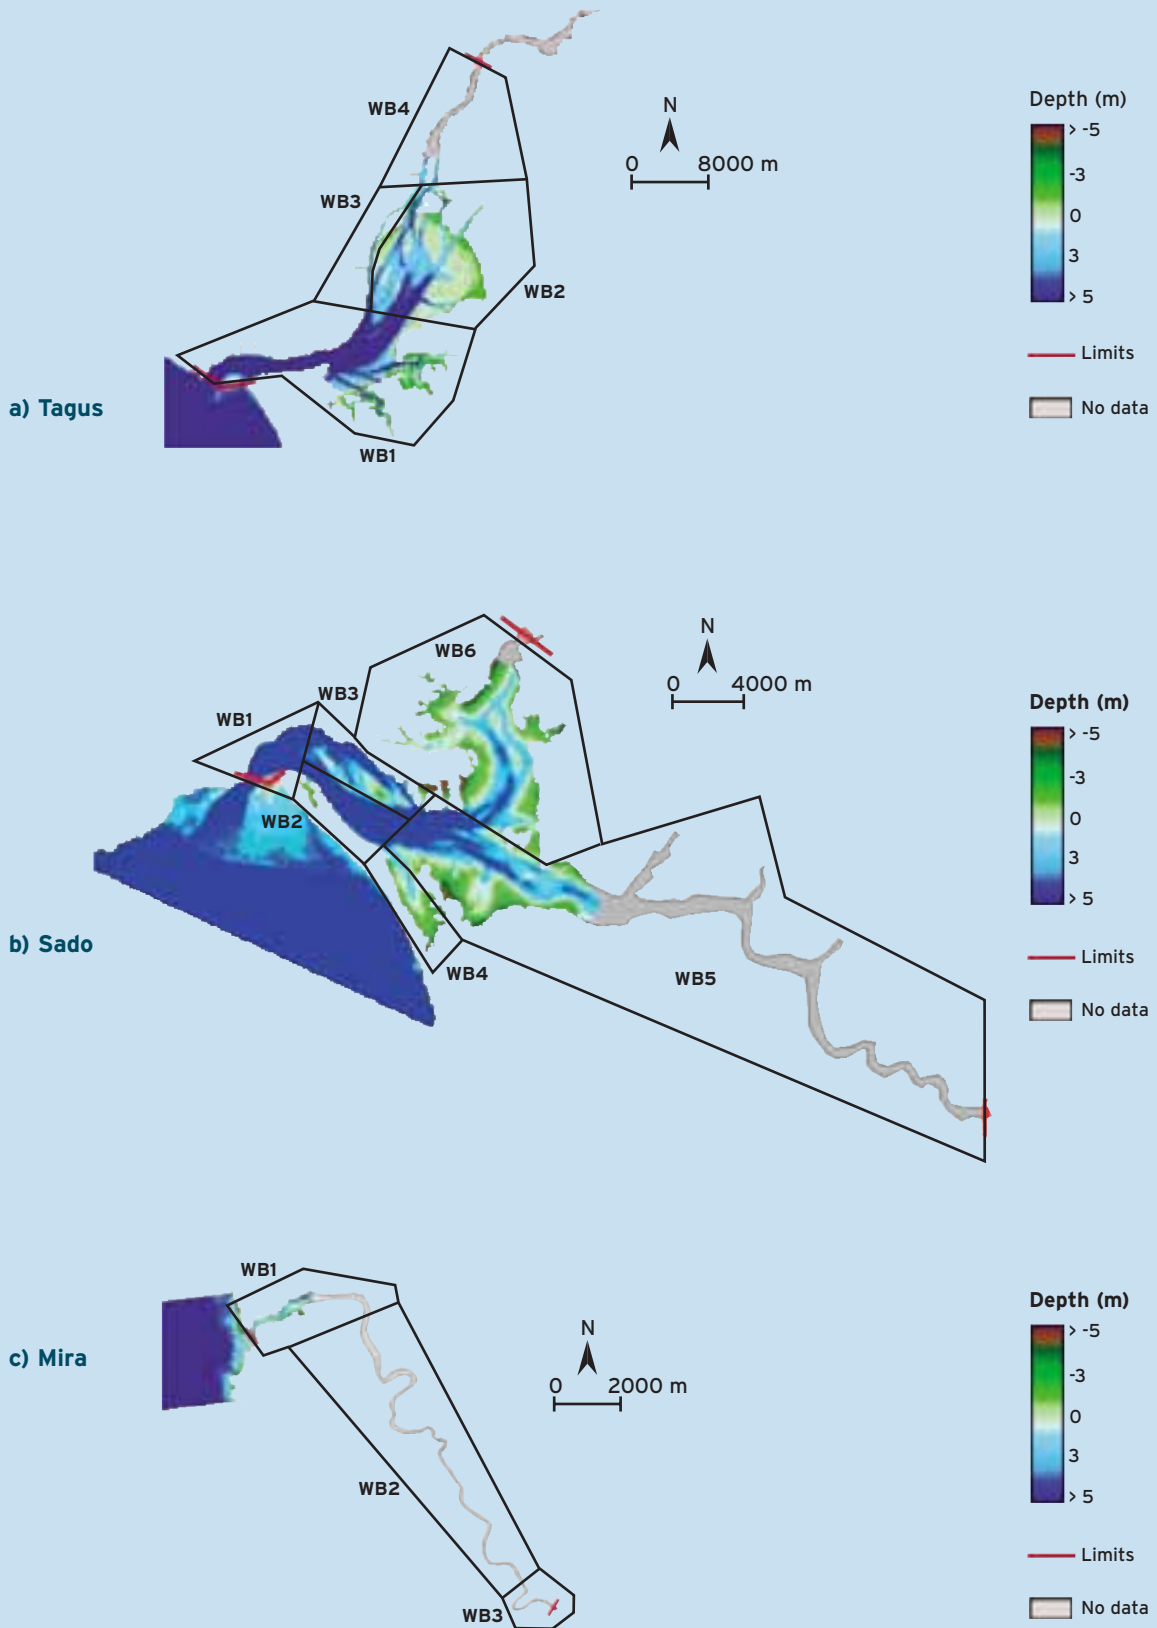 WB4
N
0 8000 m
WB3
WB2
WB1
a) Tagus
Depth (m)
> -5
-3
0
3
> 5
Limits
No data
WB6
WB3
WB1
WB2
N
0 4000 m
b) Sado
WB4
WB5
Depth (m)
> -5
-3
0
3
> 5
Limits
No data
WB1
c) Mira
N
0 2000 m
WB2
WB3
Depth (m)
> -5
-3
0
3
> 5
Limits
No data